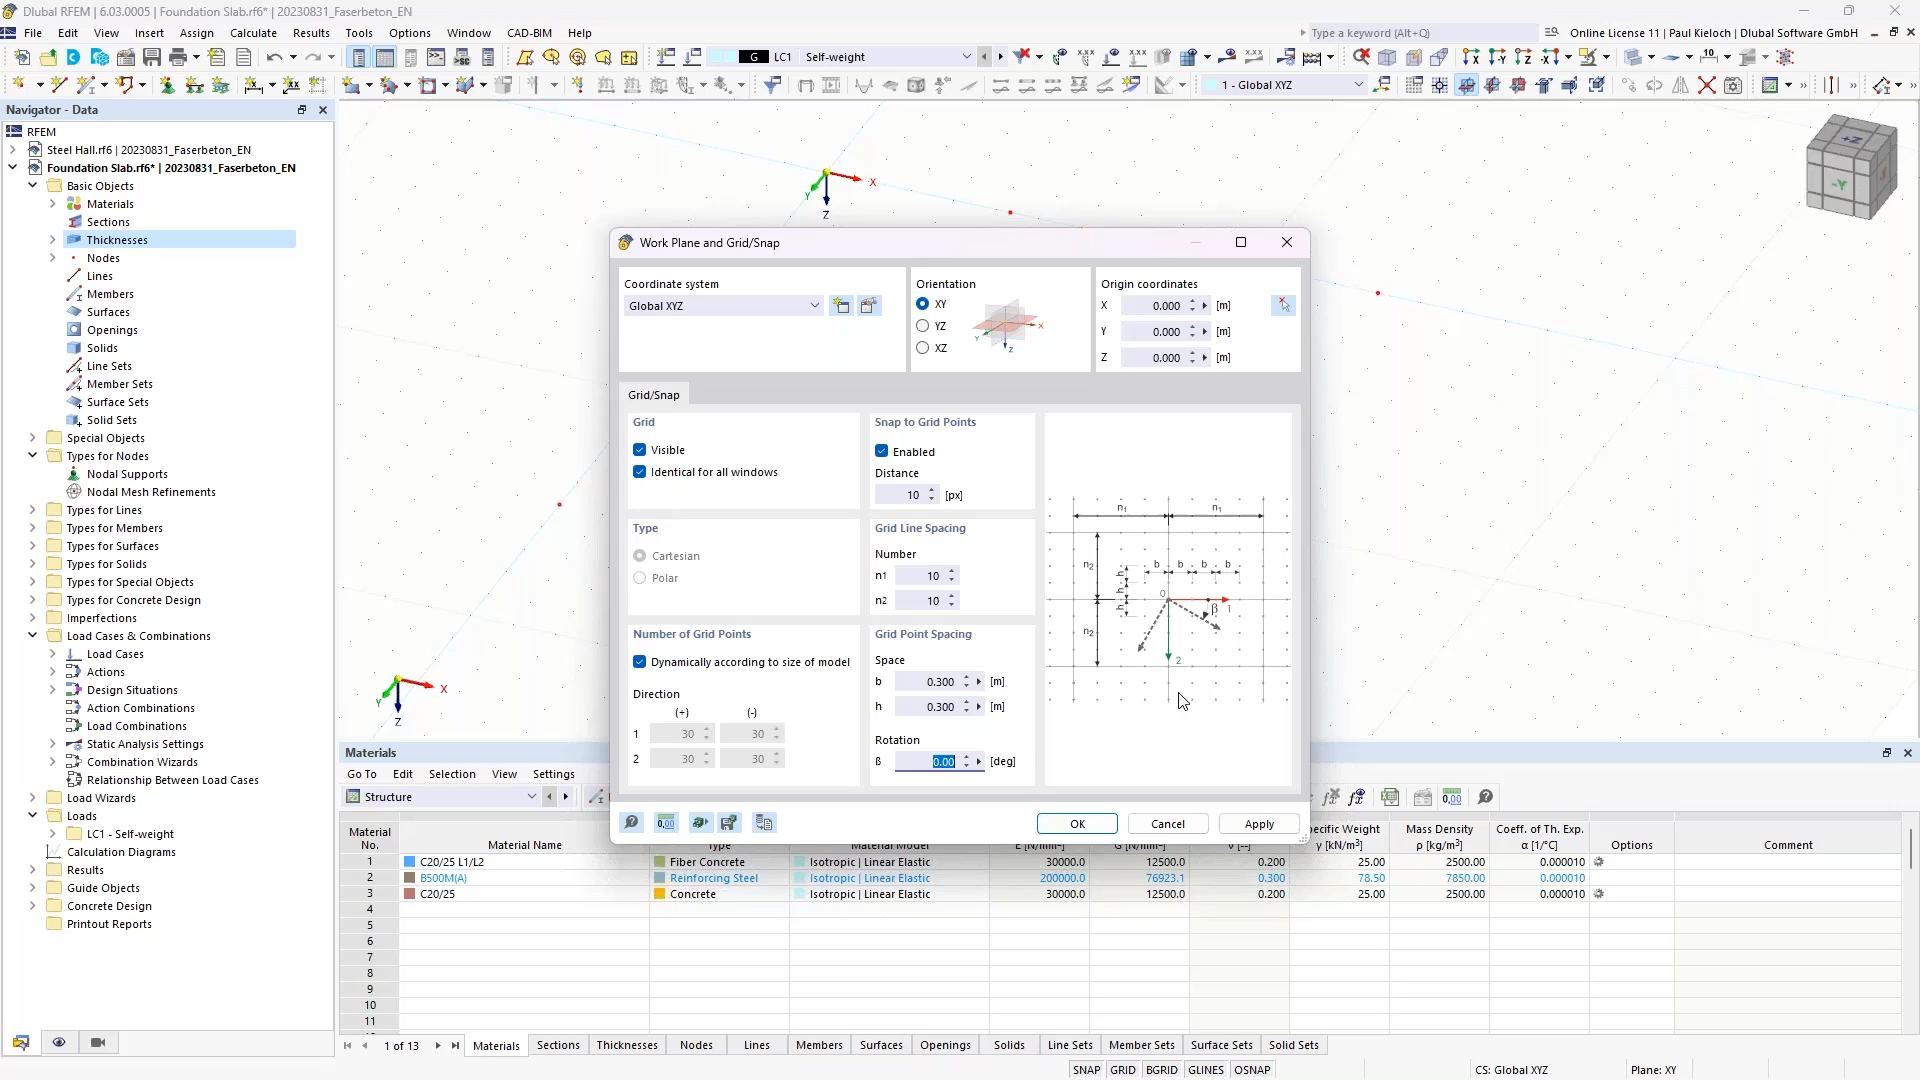 Dlubal RFEM | 6.03.0005 | Foundation Slab.rf6* | 20230831_Faserbeton_EN
File Edit View Insert Assign Calculate Results Tools Options Window CAD-BIM Help
Type a keyword (Alt+Q)
Online License 11 | Paul Kieloch | Dlubal Software GmbH
G LC1 Self-weight
1 - Global XYZ
Navigator - Data
RFEM
Steel Hall.rf6 | 20230831_Faserbeton_EN
Foundation Slab.rf6* | 20230831_Faserbeton_EN
Basic Objects
Materials
Sections
Thicknesses
Nodes
Lines
Members
Surfaces
Openings
Solids
Line Sets
Member Sets
Surface Sets
Solid Sets
Special Objects
Types for Nodes
Nodal Supports
Nodal Mesh Refinements
Types for Lines
Types for Members
Types for Surfaces
Types for Solids
Types for Special Objects
Types for Concrete Design
Imperfections
Load Cases & Combinations
Load Cases
Actions
Design Situations
Action Combinations
Load Combinations
Static Analysis Settings
Combination Wizards
Relationship Between Load Cases
Load Wizards
Loads
LC1 - Self-weight
Calculation Diagrams
Results
Guide Objects
Concrete Design
Printout Reports
X
Y
Z
X
Y
Z
+Z
-Y
Work Plane and Grid/Snap
Coordinate system
Global XYZ
Orientation
XY
YZ
XZ
X
Y
Z
Origin coordinates
X 0.000 [m]
Y 0.000 [m]
Z 0.000 [m]
Grid/Snap
Grid
Visible
Identical for all windows
Type
Cartesian
Polar
Number of Grid Points
Dynamically according to size of model
Direction
(+) (-)
1 30 30
2 30 30
Snap to Grid Points
Enabled
Distance
10 [px]
Grid Line Spacing
Number
n1 10
n2 10
Grid Point Spacing
Space
b 0.300 [m]
h 0.300 [m]
Rotation
ß 0.00 [deg]
n1 n1
n2
b b b b
h
h
h
0
β 1
n2
2
OK Cancel Apply
Materials
Go To Edit Selection View Settings
Structure
Material
No. Material Name Type Material Model E [N/mm²] G [N/mm²] ν [--] Specific Weight
γ [kN/m³] Mass Density
ρ [kg/m³] Coeff. of Th. Exp.
α [1/°C] Options Comment
1 C20/25 L1/L2 Fiber Concrete Isotropic | Linear Elastic 30000.0 12500.0 0.200 25.00 2500.00 0.000010
2 B500M(A) Reinforcing Steel Isotropic | Linear Elastic 200000.0 76923.1 0.300 78.50 7850.00 0.000010
3 C20/25 Concrete Isotropic | Linear Elastic 30000.0 12500.0 0.200 25.00 2500.00 0.000010
4
5
6
7
8
9
10
11
1 of 13 Materials Sections Thicknesses Nodes Lines Members Surfaces Openings Solids Line Sets Member Sets Surface Sets Solid Sets
SNAP GRID BGRID GLINES OSNAP CS: Global XYZ Plane: XY